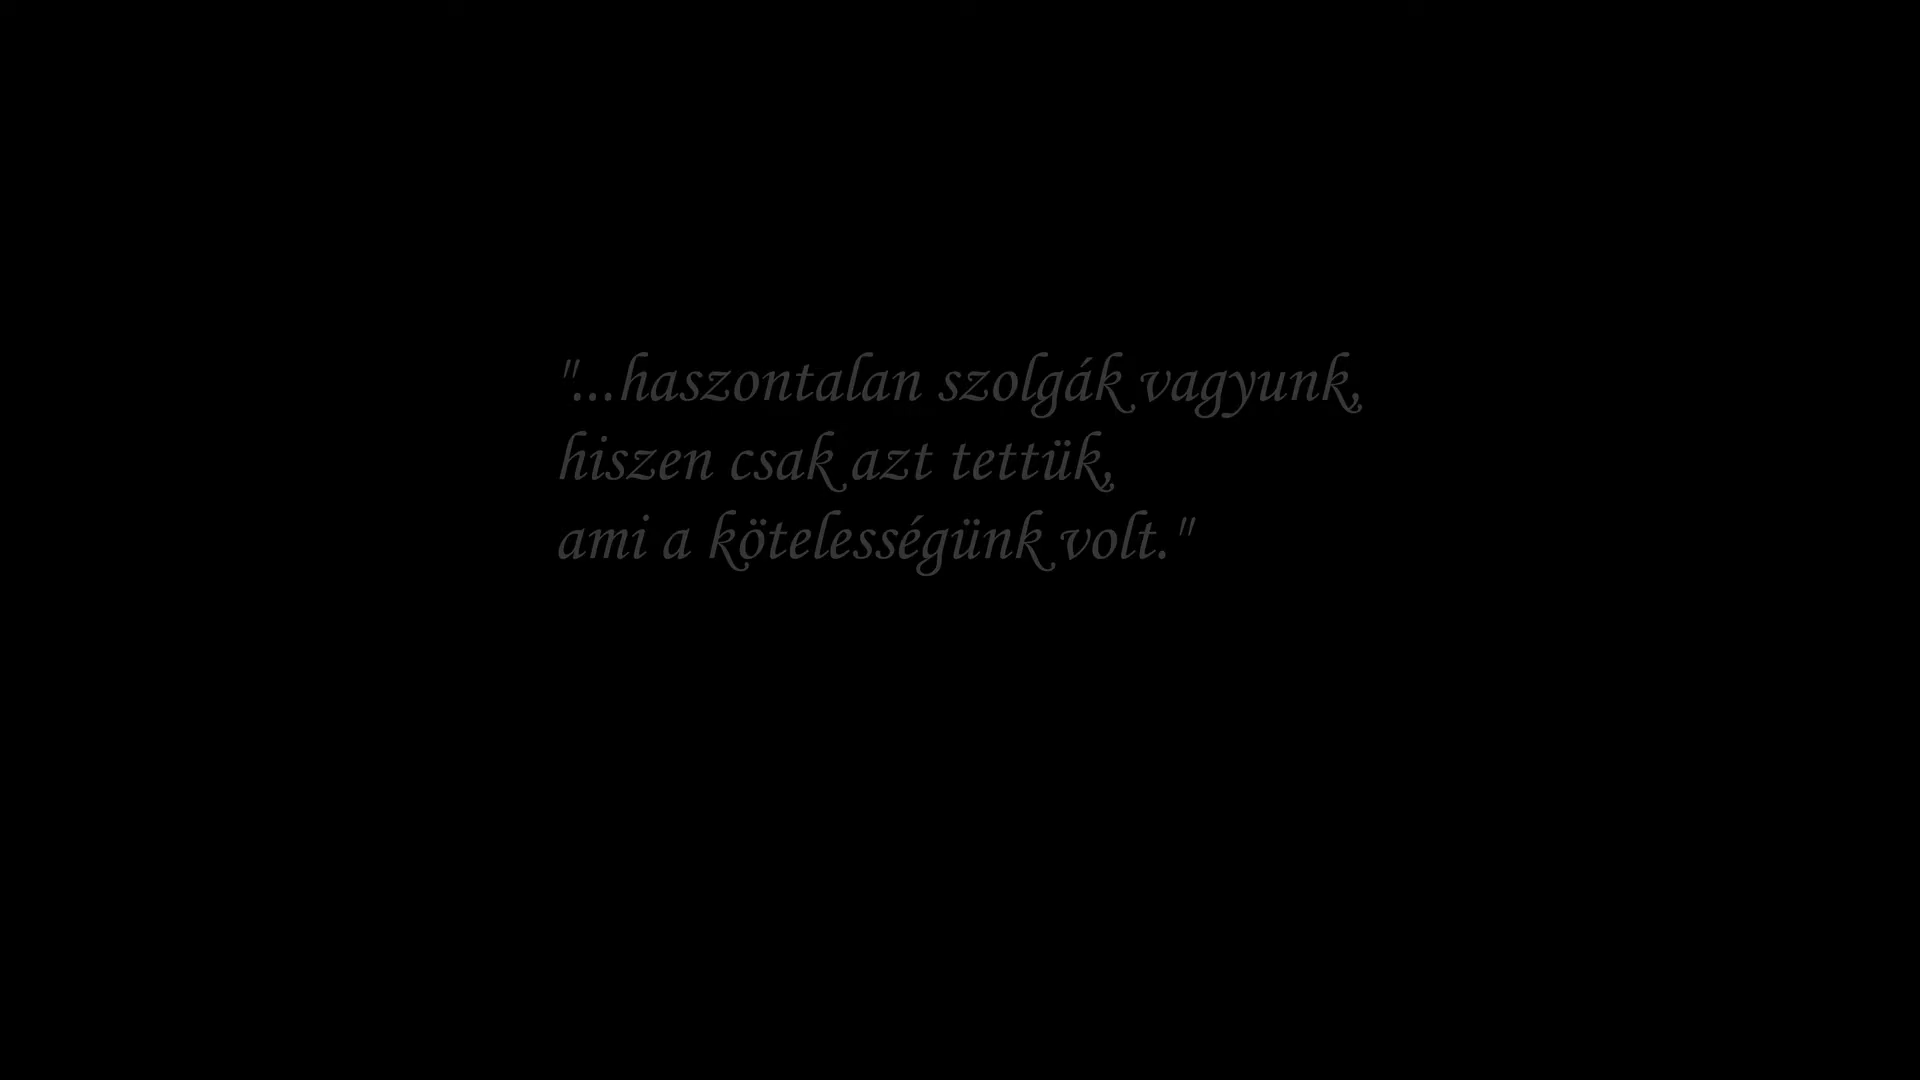 "...haszontalan szolgák vagyunk,
hiszen csak azt tettük,
ami a kötelességünk volt."